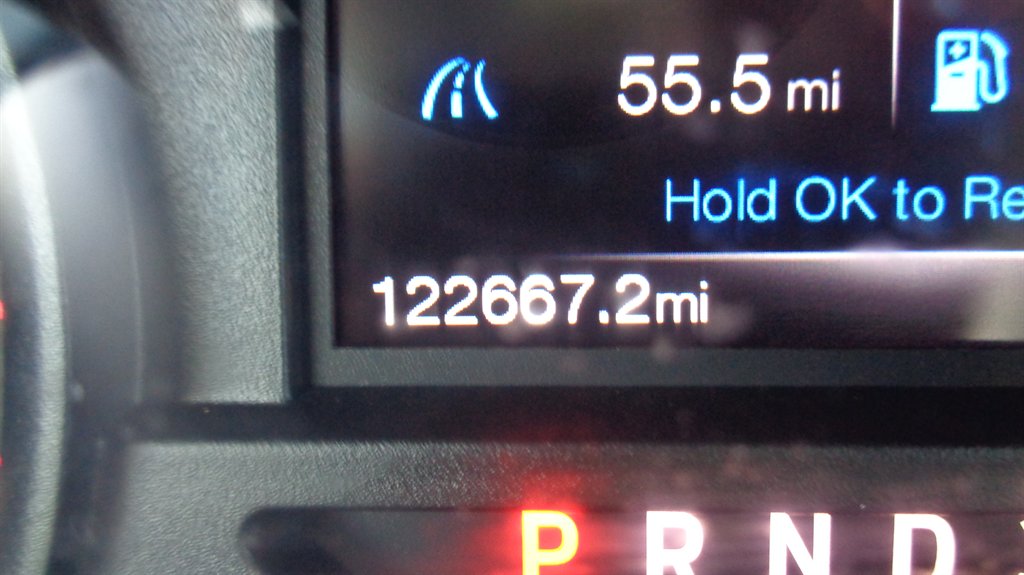 55.5 mi
Hold OK to Re
122667.2mi
P R N D